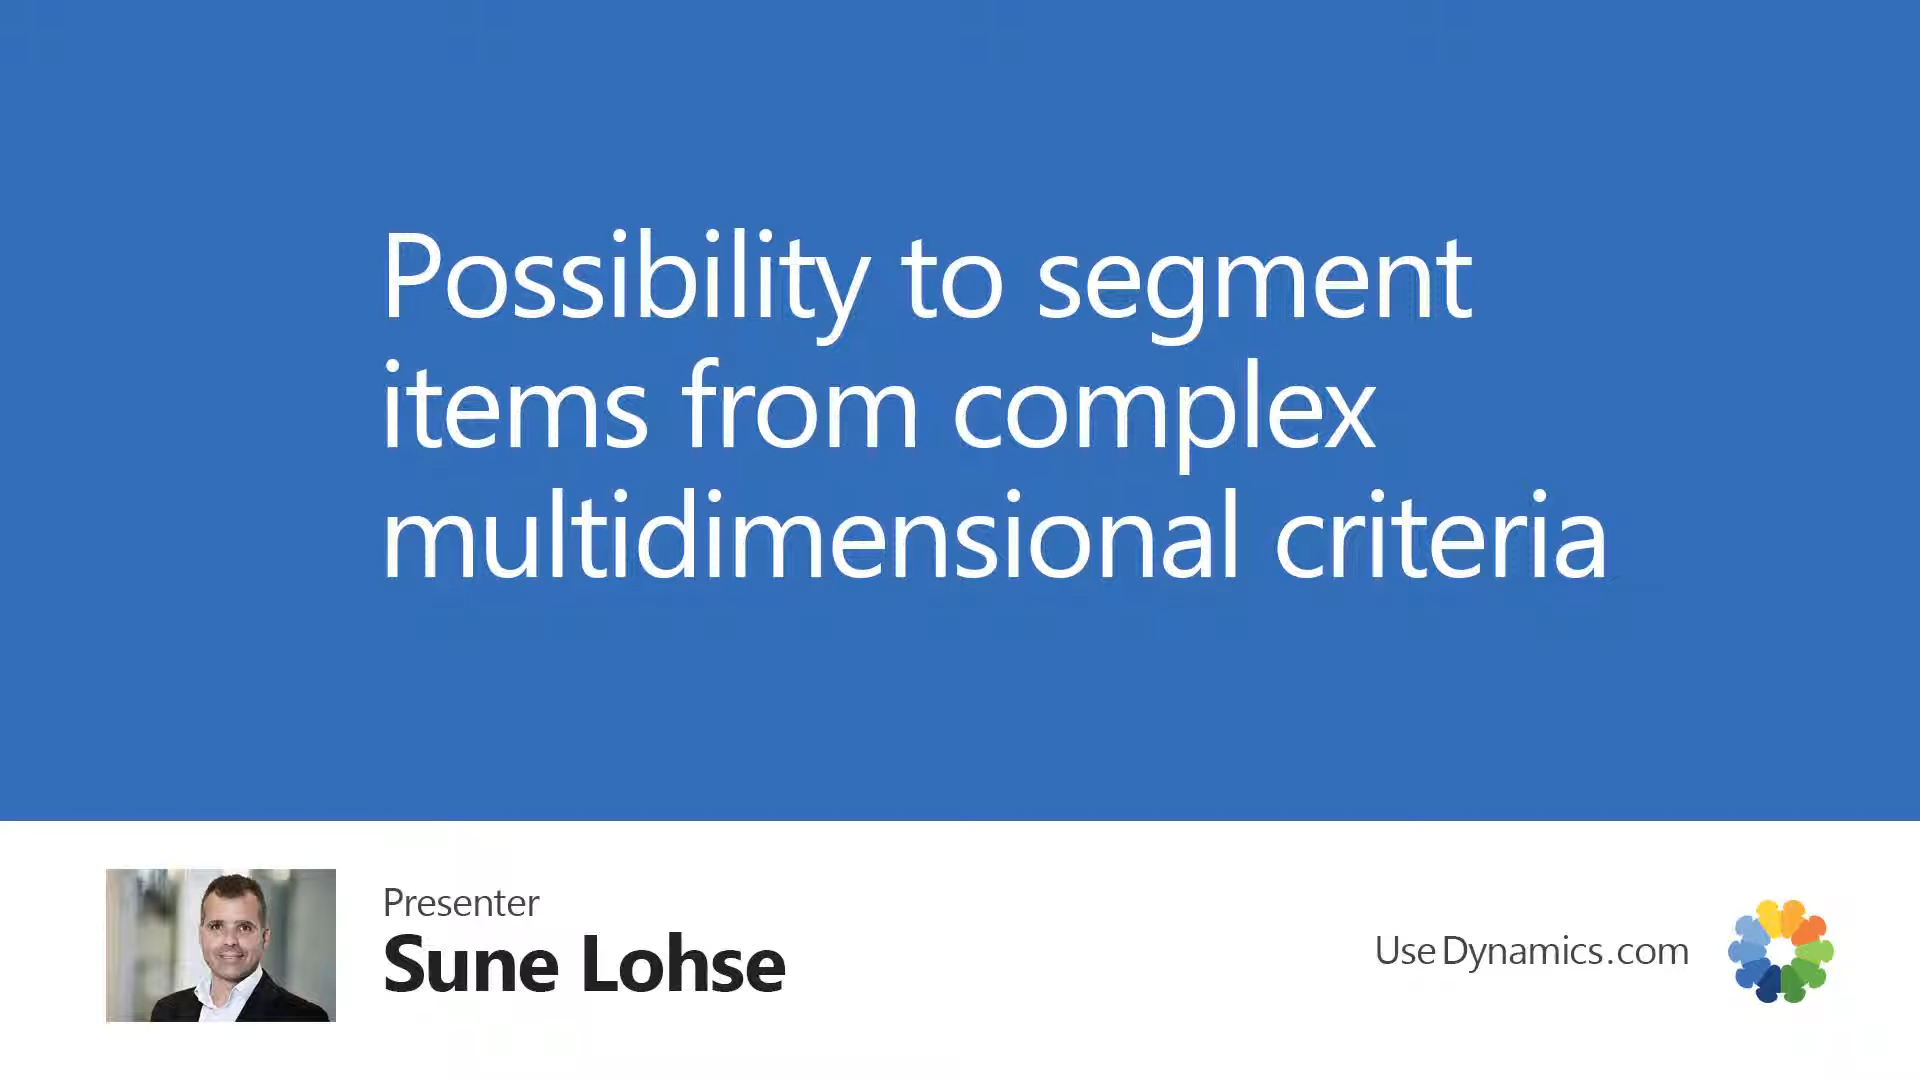 Possibility to segment
items from complex
multidimensional criteria
Presenter
Sune Lohse
UseDynamics.com